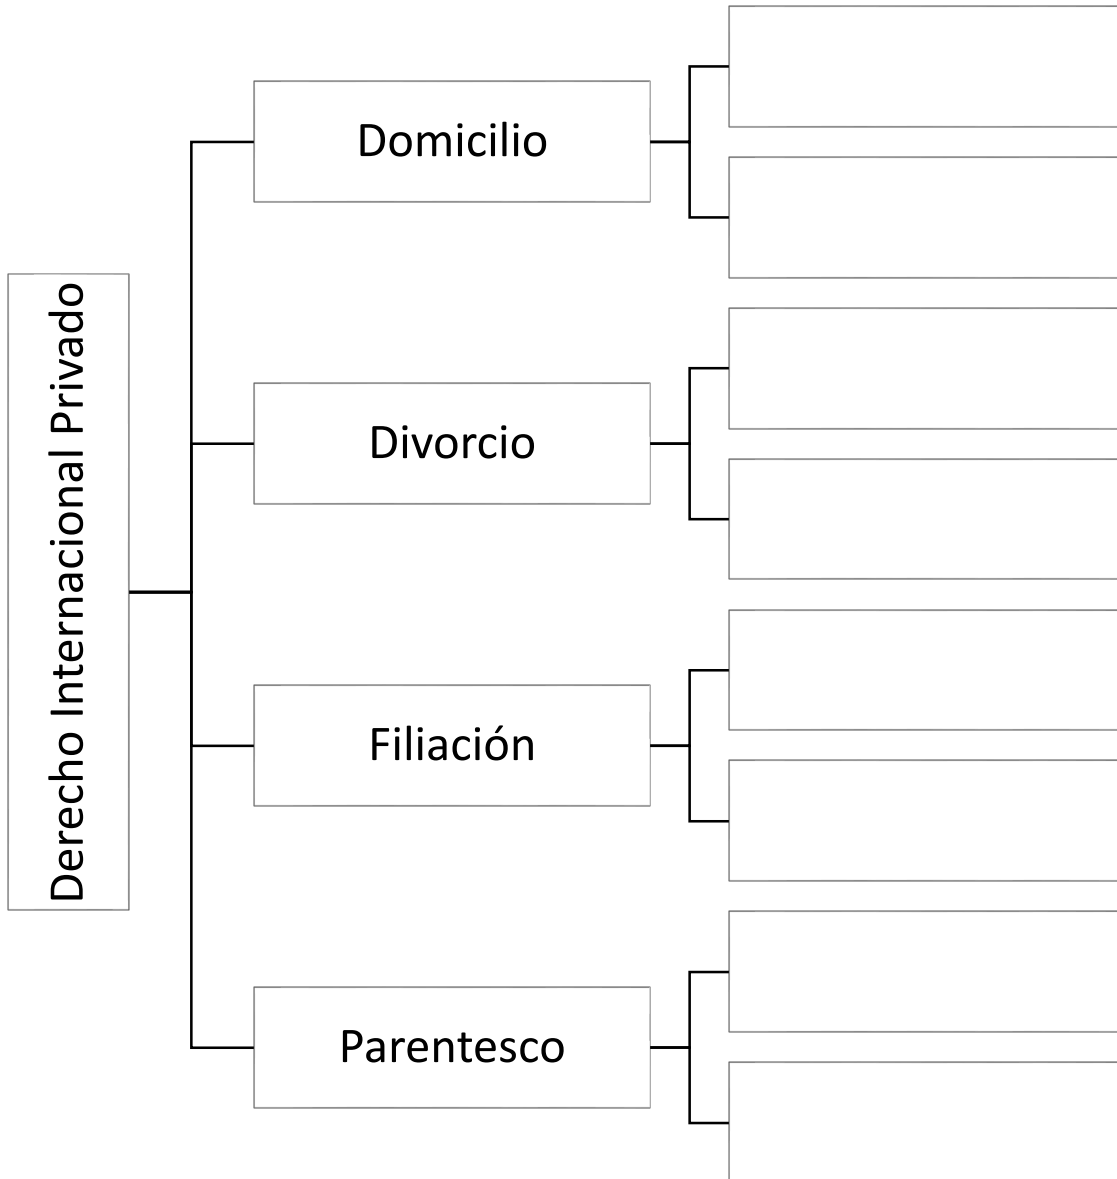 Derecho Internacional Privado
Domicilio
Divorcio
Filiación
Parentesco